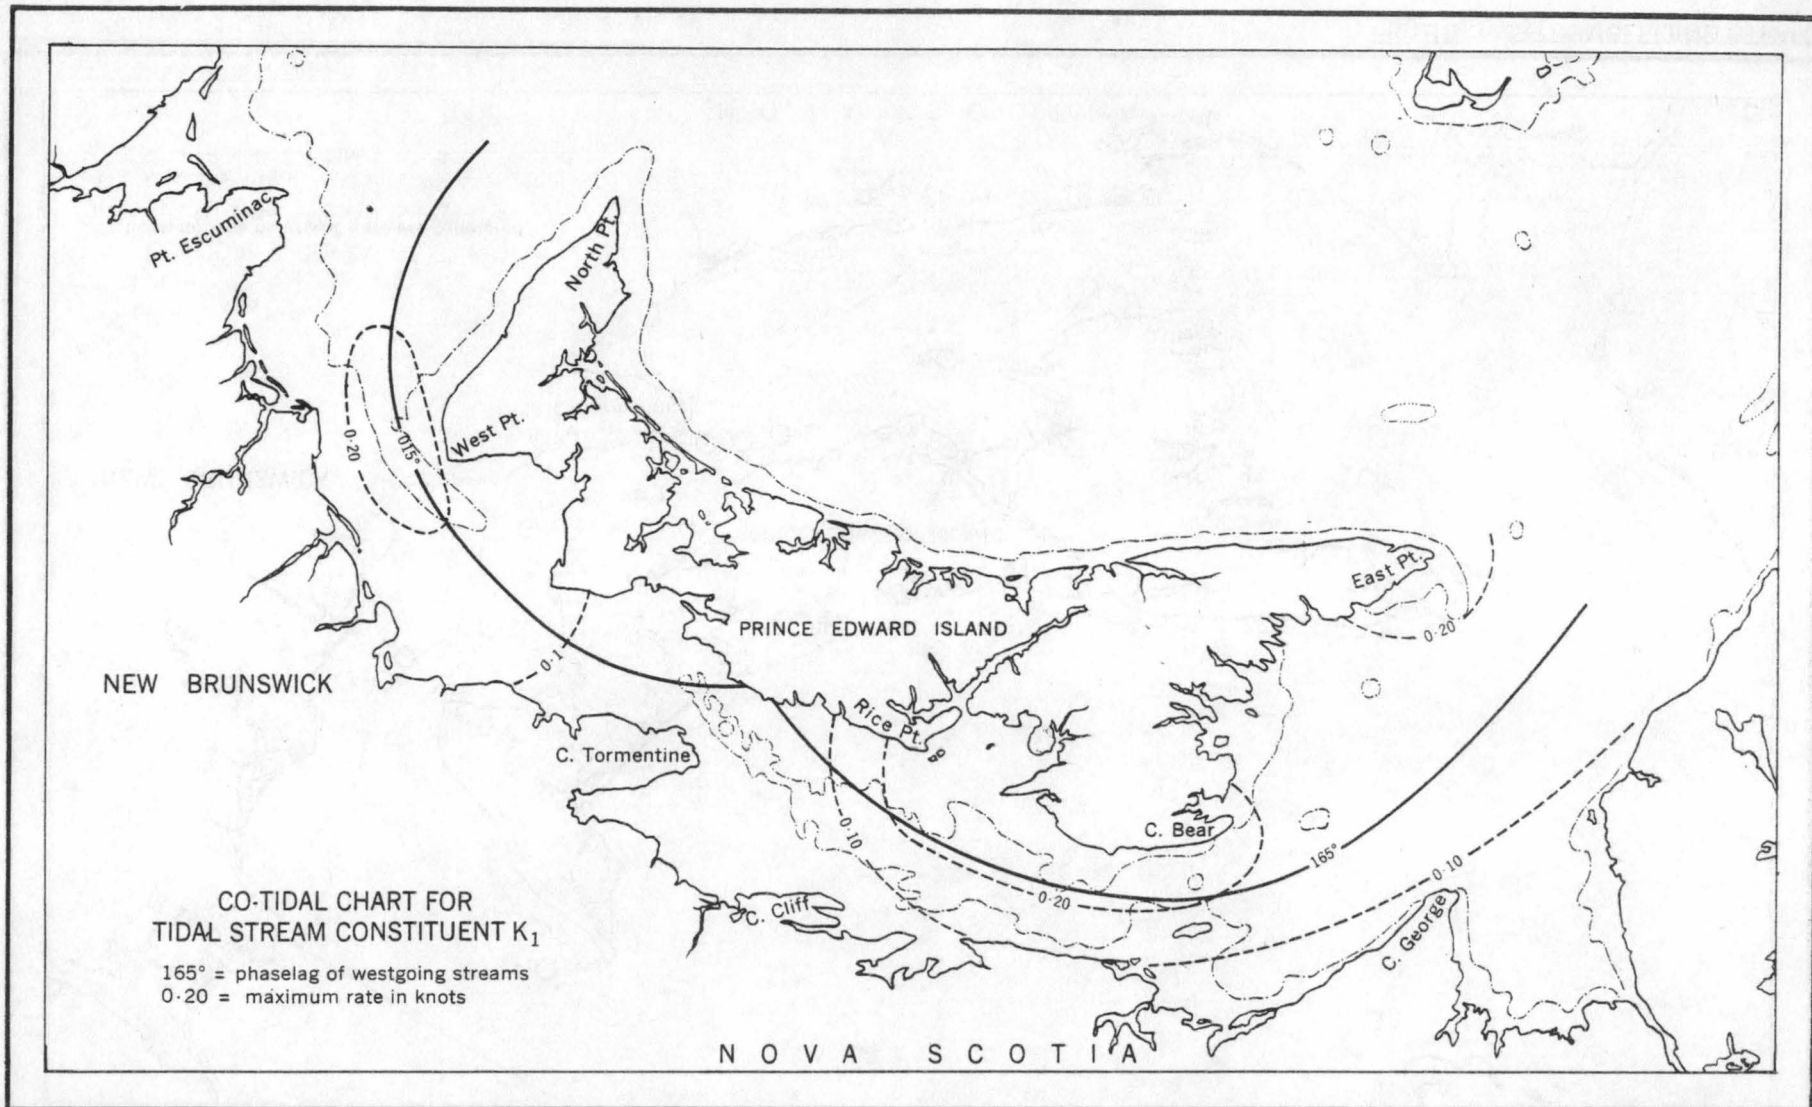 Pt. Escuminac
North Pt.
0·20
015°
West Pt.
East Pt.
0·20
PRINCE EDWARD ISLAND
0·1
NEW BRUNSWICK
Rice Pt.
C. Tormentine
0·10
C. Bear
165°
0·10
0·20
C. Cliff
C. George
CO-TIDAL CHART FOR
TIDAL STREAM CONSTITUENT K₁
165° = phaselag of westgoing streams
0·20 = maximum rate in knots
NOVA SCOTIA